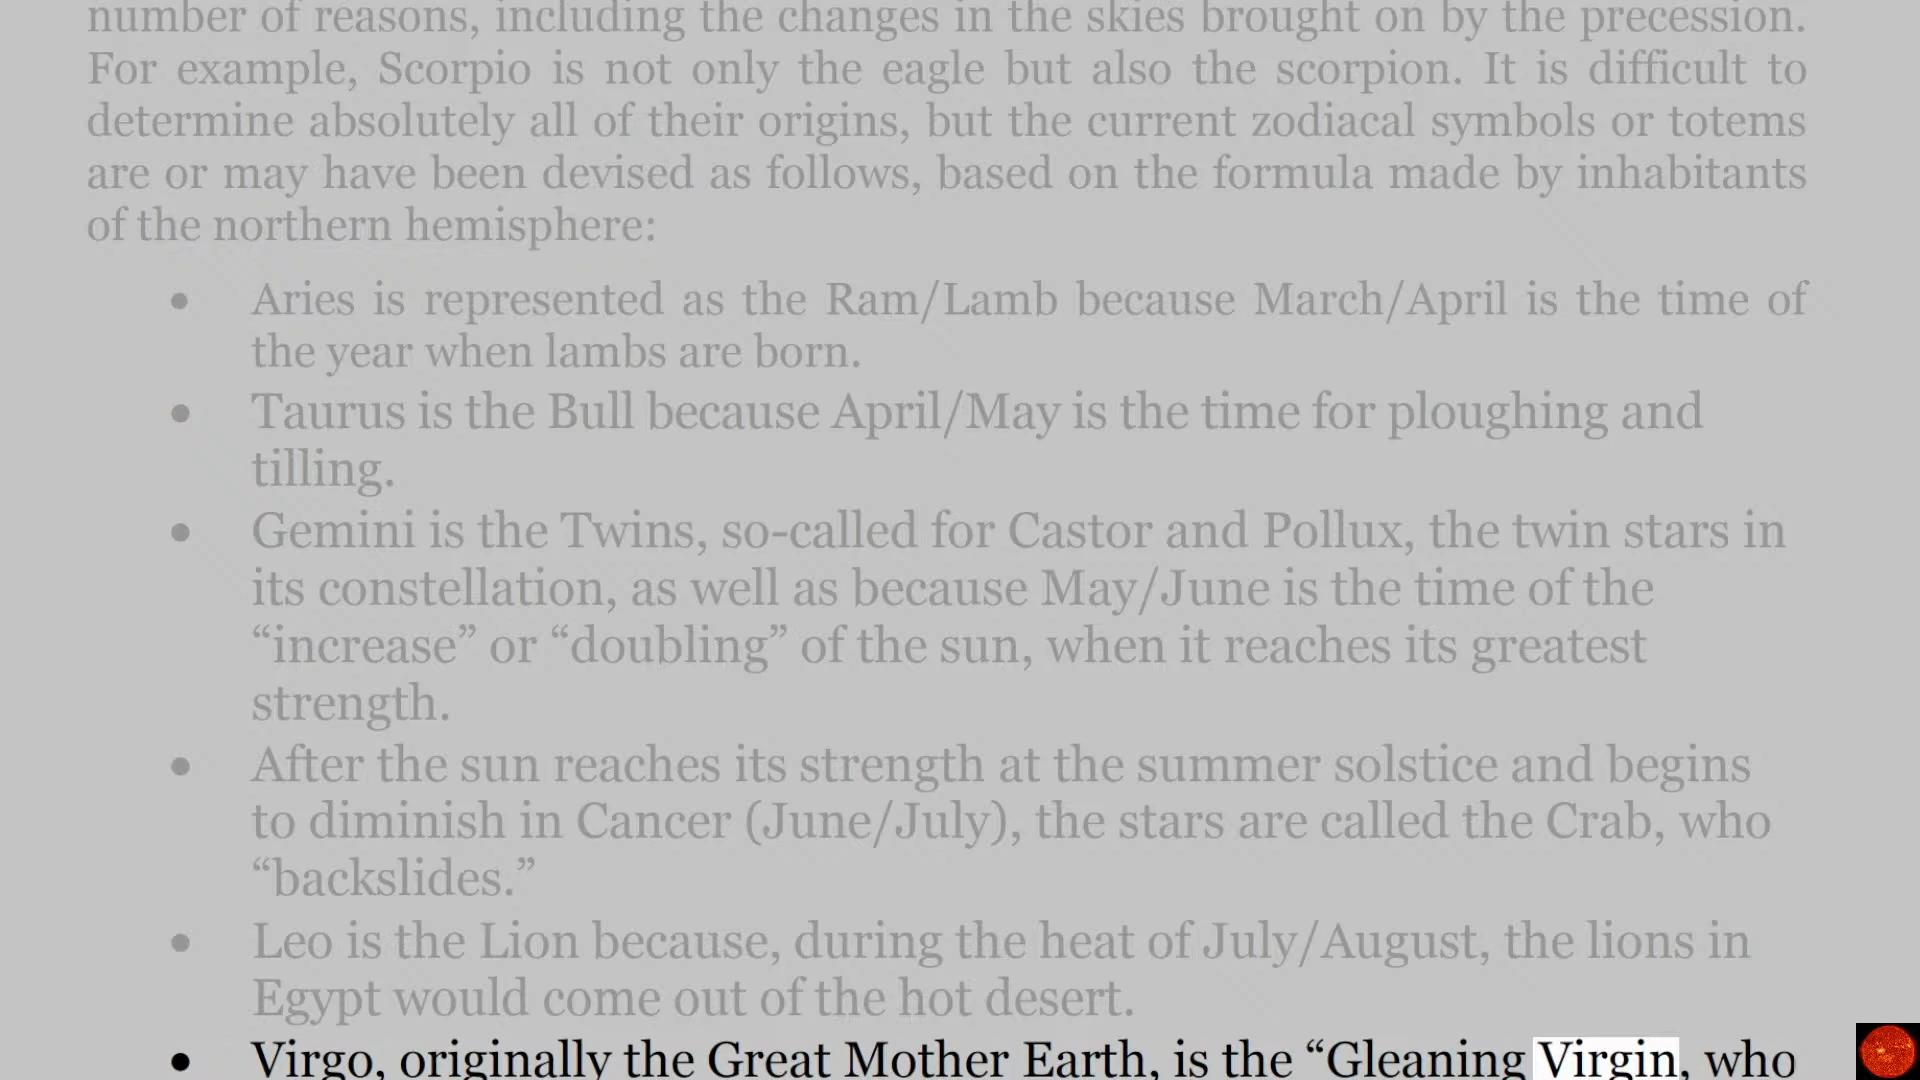 number of reasons, including the changes in the skies brought on by the precession.
For example, Scorpio is not only the eagle but also the scorpion. It is difficult to
determine absolutely all of their origins, but the current zodiacal symbols or totems
are or may have been devised as follows, based on the formula made by inhabitants
of the northern hemisphere:
• Aries is represented as the Ram/Lamb because March/April is the time of
the year when lambs are born.
• Taurus is the Bull because April/May is the time for ploughing and
tilling.
• Gemini is the Twins, so-called for Castor and Pollux, the twin stars in
its constellation, as well as because May/June is the time of the
“increase” or “doubling” of the sun, when it reaches its greatest
strength.
• After the sun reaches its strength at the summer solstice and begins
to diminish in Cancer (June/July), the stars are called the Crab, who
“backslides.”
• Leo is the Lion because, during the heat of July/August, the lions in
Egypt would come out of the hot desert.
• Virgo, originally the Great Mother Earth, is the “Gleaning Virgin, who